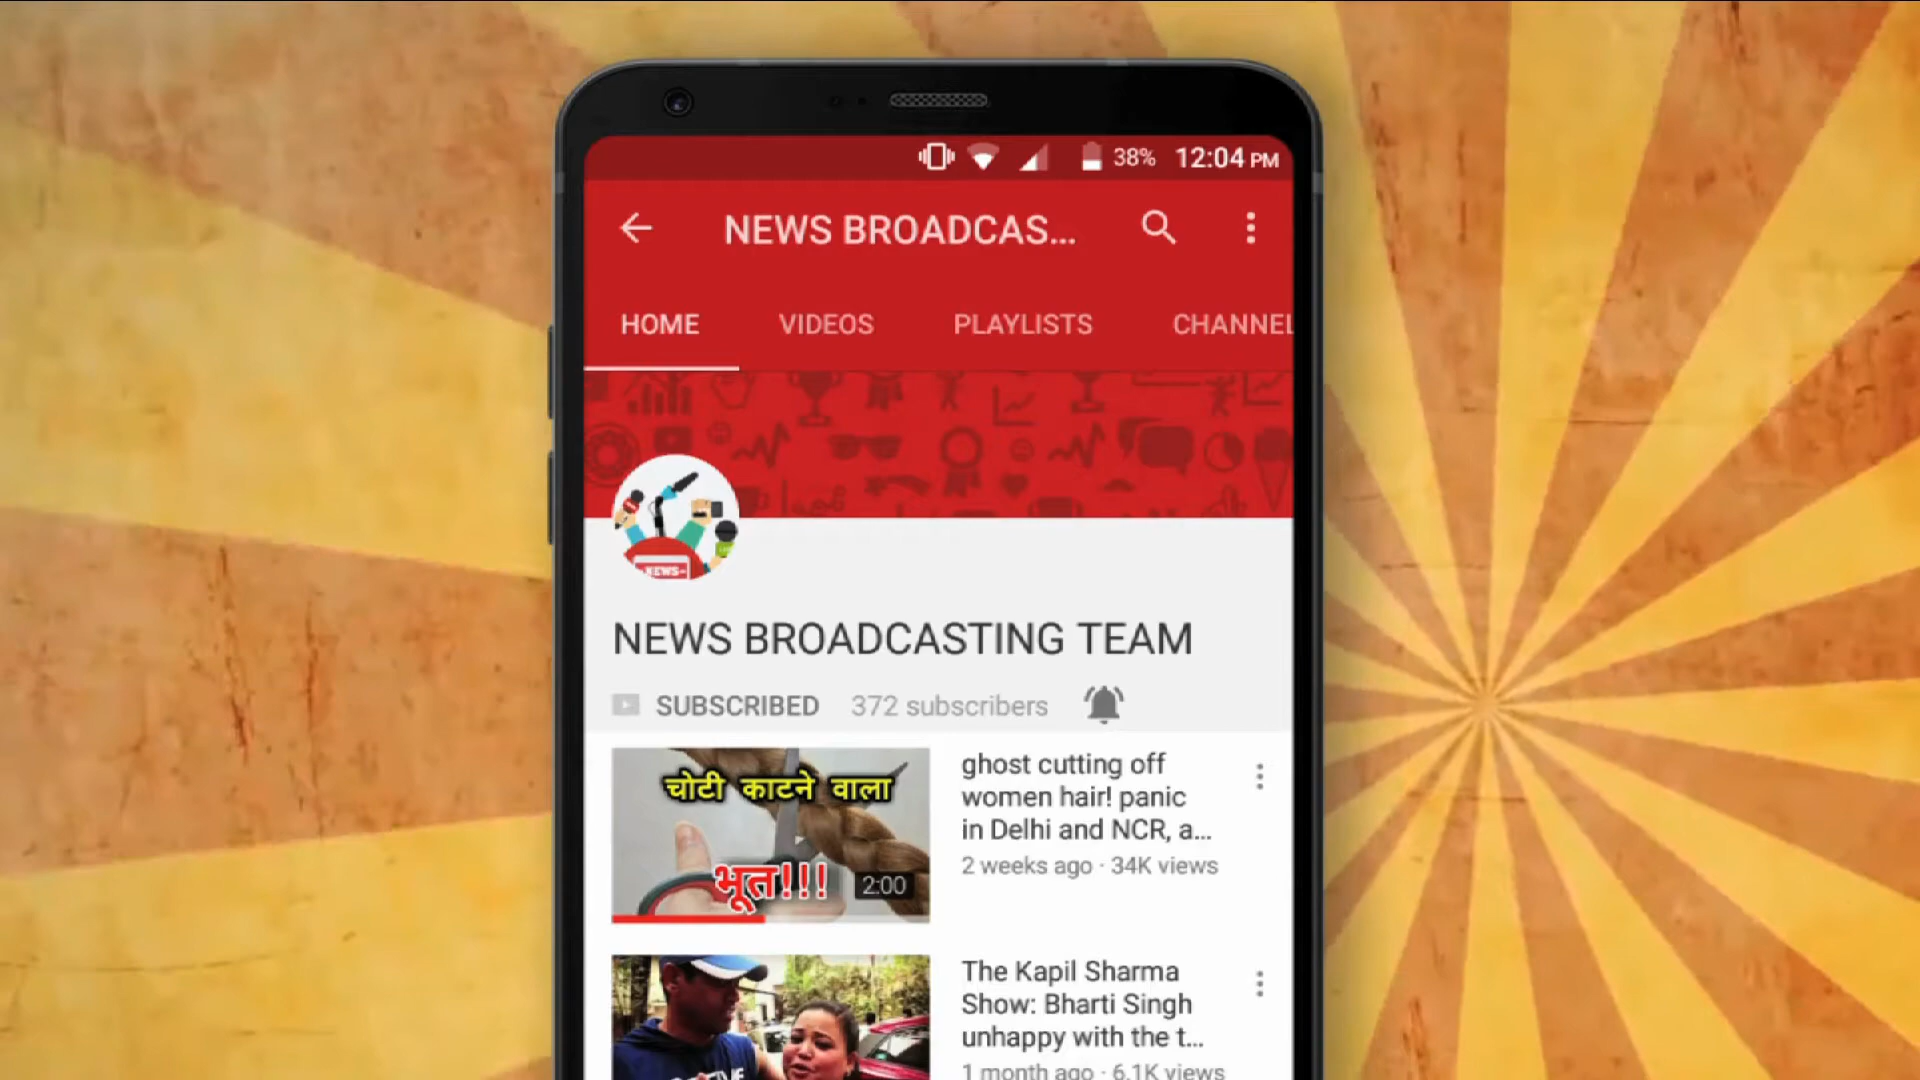 38% 12:04 PM
NEWS BROADCAS...
HOME VIDEOS PLAYLISTS CHANNEL
NEWS
NEWS BROADCASTING TEAM
SUBSCRIBED 372 subscribers
चोटी काटने वाला
भूत!!!
2:00
ghost cutting off
women hair! panic
in Delhi and NCR, a...
2 weeks ago · 34K views
The Kapil Sharma
Show: Bharti Singh
unhappy with the t...
1 month ago · 6.1K views